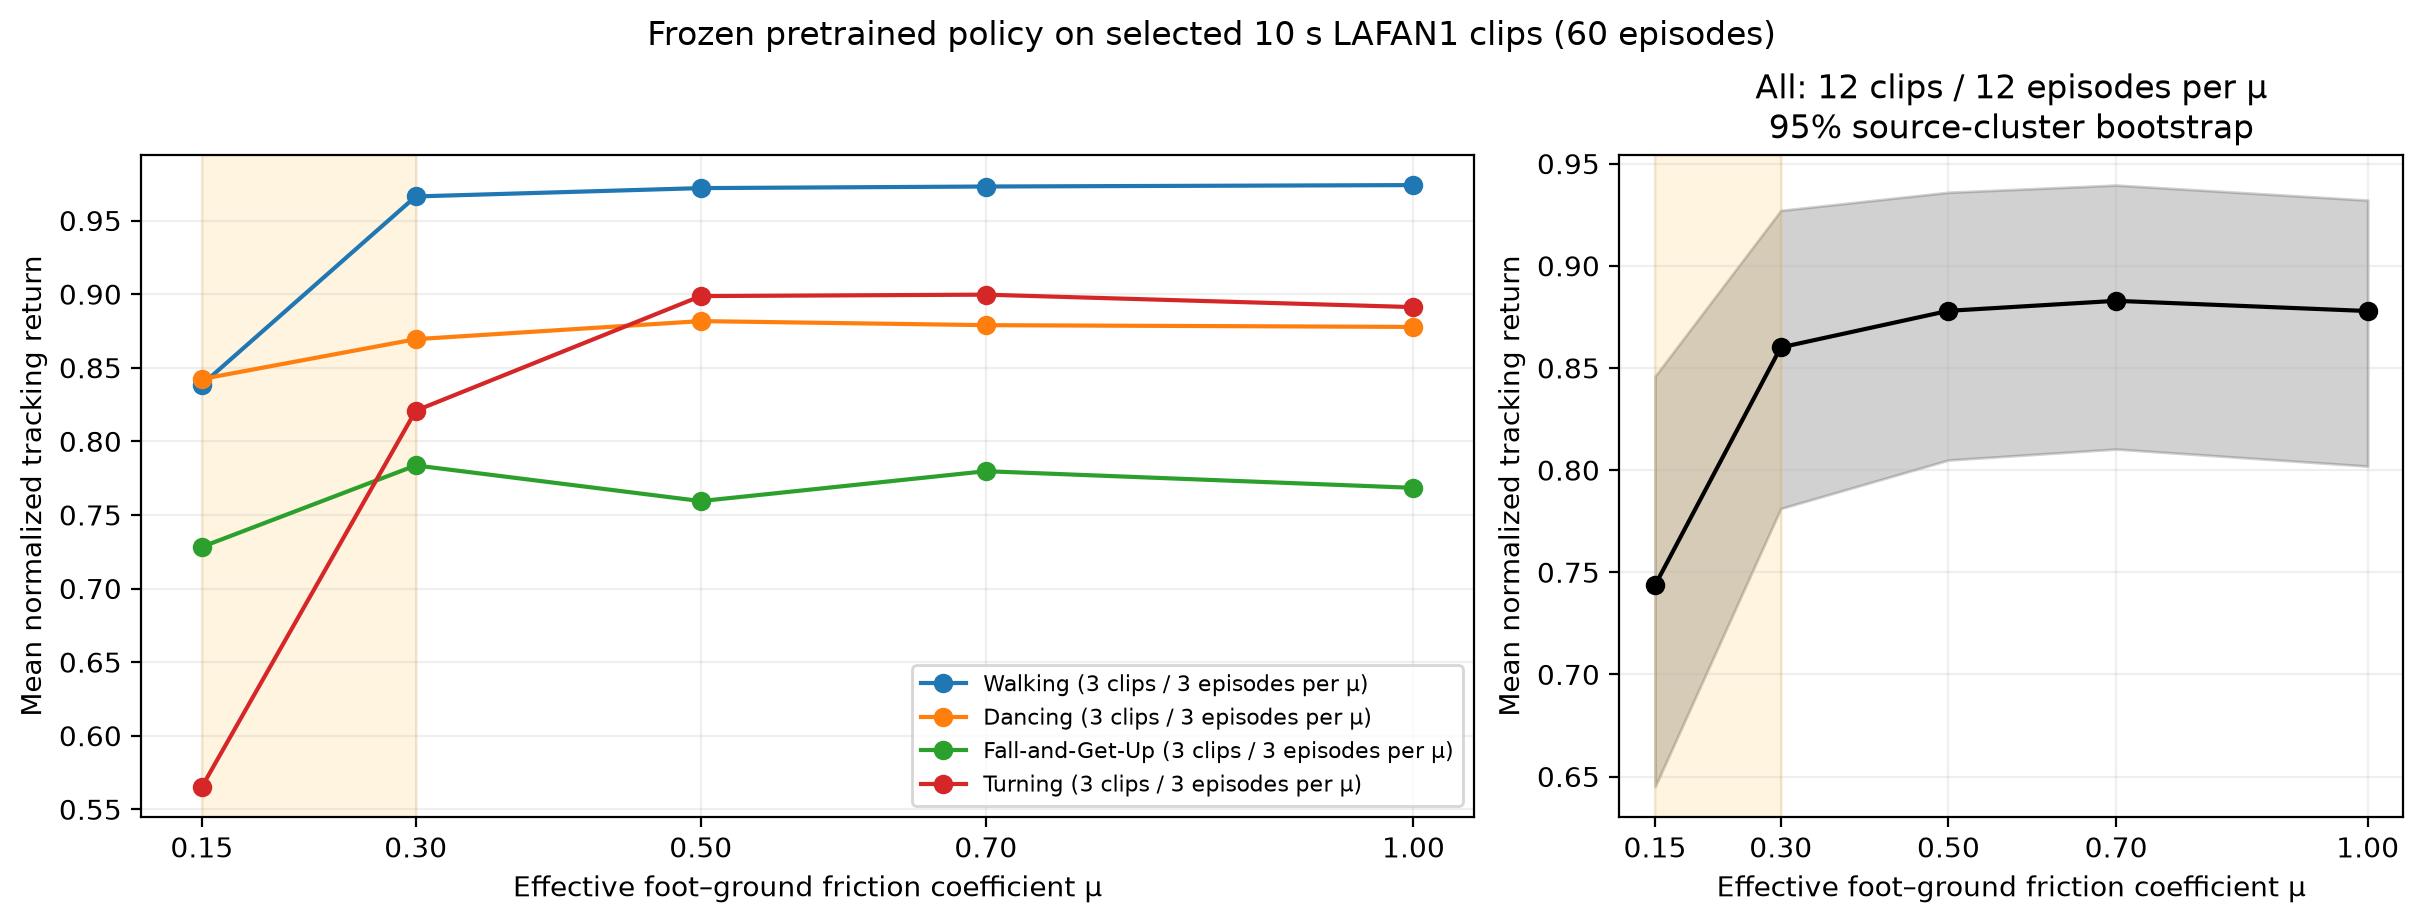 Frozen pretrained policy on selected 10 s LAFAN1 clips (60 episodes)
Mean normalized tracking return
0.95
0.90
0.85
0.80
0.75
0.70
0.65
0.60
0.55
0.15
0.30
0.50
0.70
1.00
Effective foot–ground friction coefficient μ
Walking (3 clips / 3 episodes per μ)
Dancing (3 clips / 3 episodes per μ)
Fall-and-Get-Up (3 clips / 3 episodes per μ)
Turning (3 clips / 3 episodes per μ)
All: 12 clips / 12 episodes per μ
95% source-cluster bootstrap
Mean normalized tracking return
0.95
0.90
0.85
0.80
0.75
0.70
0.65
0.15
0.30
0.50
0.70
1.00
Effective foot–ground friction coefficient μ